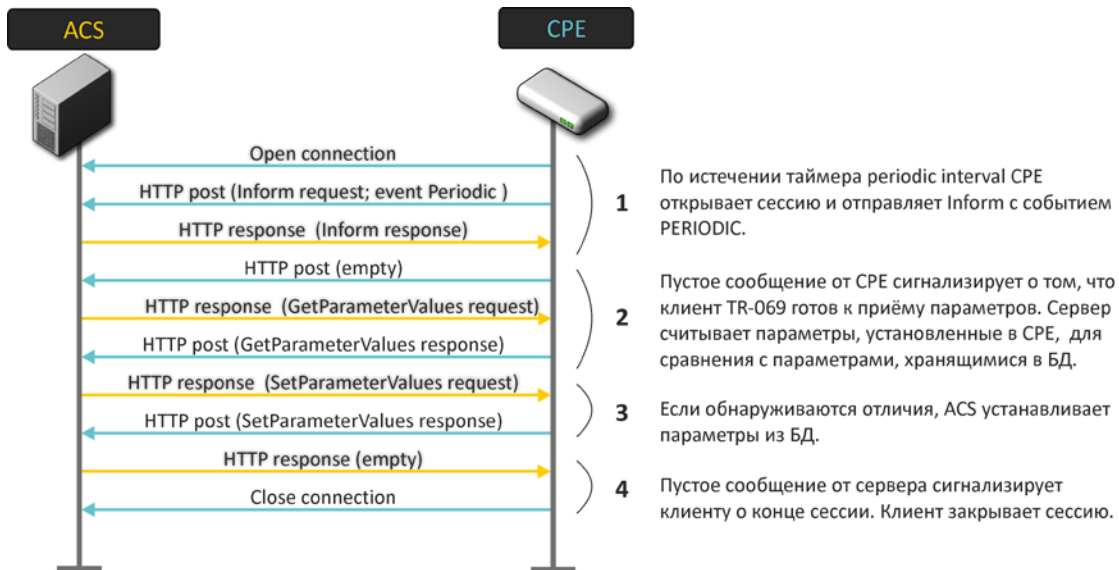 ACS
CPE
Open connection
HTTP post (Inform request; event Periodic )
HTTP response  (Inform response)
1
По истечении таймера periodic interval CPE
открывает сессию и отправляет Inform с событием
PERIODIC.
HTTP post (empty)
HTTP response  (GetParameterValues request)
HTTP post (GetParameterValues response)
2
Пустое сообщение от CPE сигнализирует о том, что
клиент TR-069 готов к приёму параметров. Сервер
считывает параметры, установленные в CPE,  для
сравнения с параметрами, хранящимися в БД.
HTTP response  (SetParameterValues request)
HTTP post (SetParameterValues response)
3
Если обнаруживаются отличия, ACS устанавливает
параметры из БД.
HTTP response (empty)
Close connection
4
Пустое сообщение от сервера сигнализирует
клиенту о конце сессии. Клиент закрывает сессию.